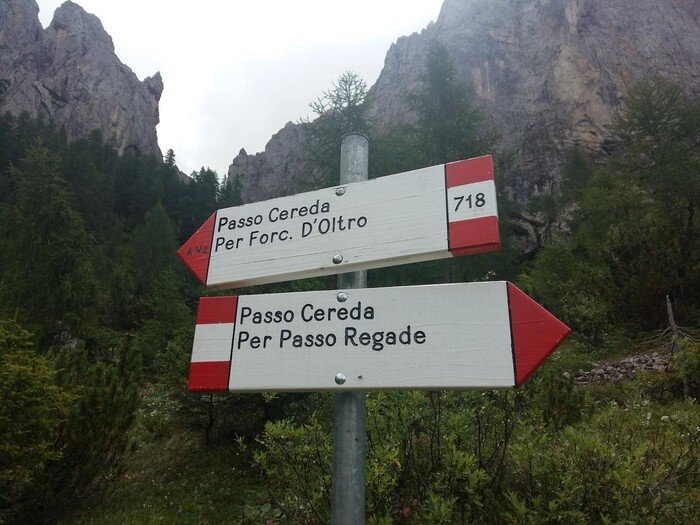 Passo Cereda
Per Forc. D'Oltro
718
Passo Cereda
Per Passo Regade